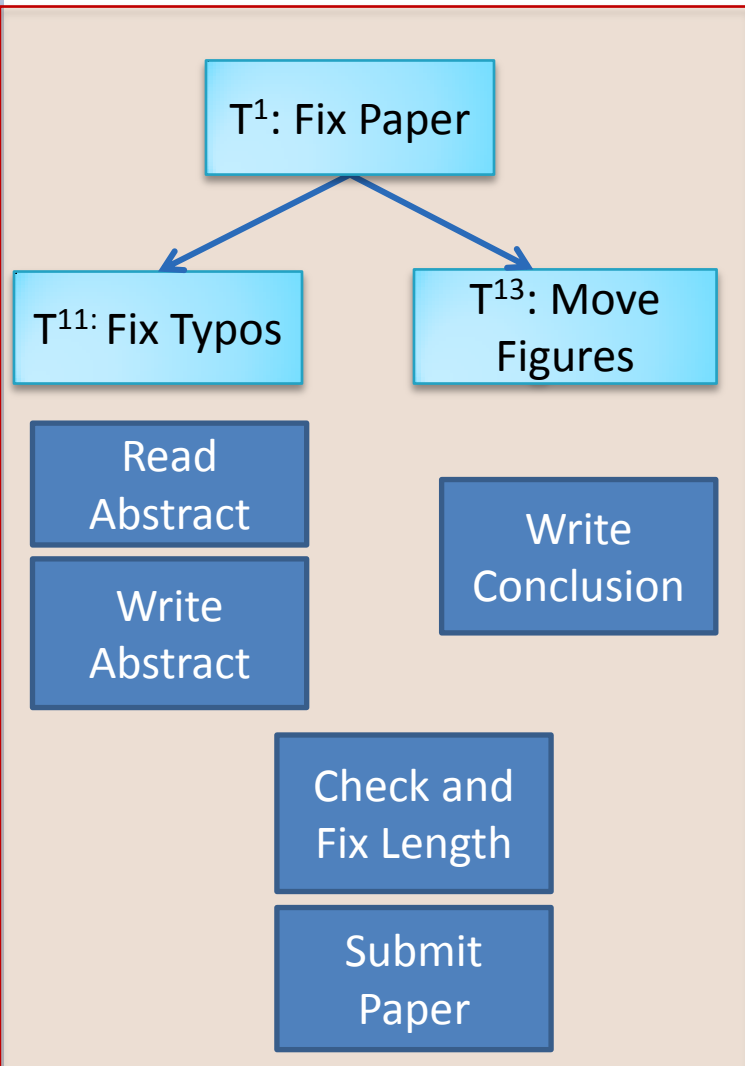 T¹: Fix Paper
T¹¹: Fix Typos
T¹³: Move
Figures
Read
Abstract
Write
Abstract
Write
Conclusion
Check and
Fix Length
Submit
Paper